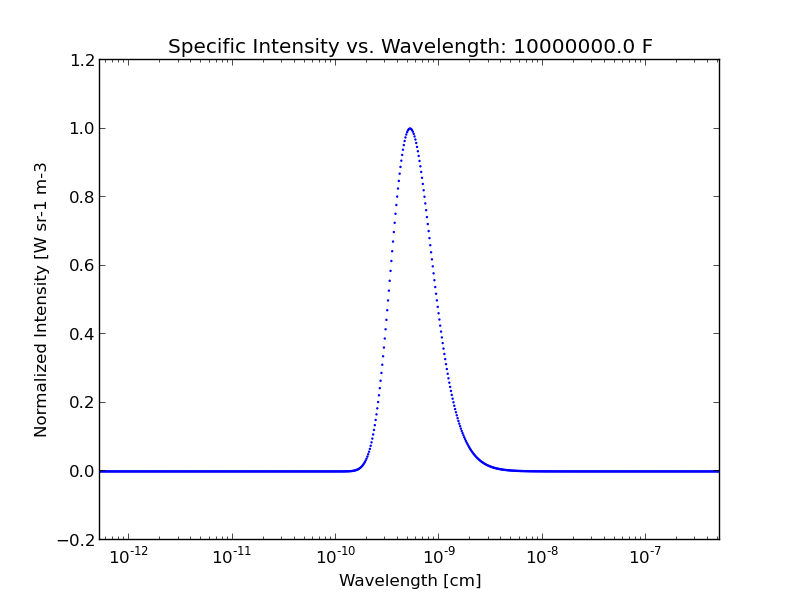 Specific Intensity vs. Wavelength: 10000000.0 F
Normalized Intensity [W sr-1 m-3
1.2
1.0
0.8
0.6
0.4
0.2
0.0
−0.2
10^-12 10^-11 10^-10 10^-9 10^-8 10^-7
Wavelength [cm]